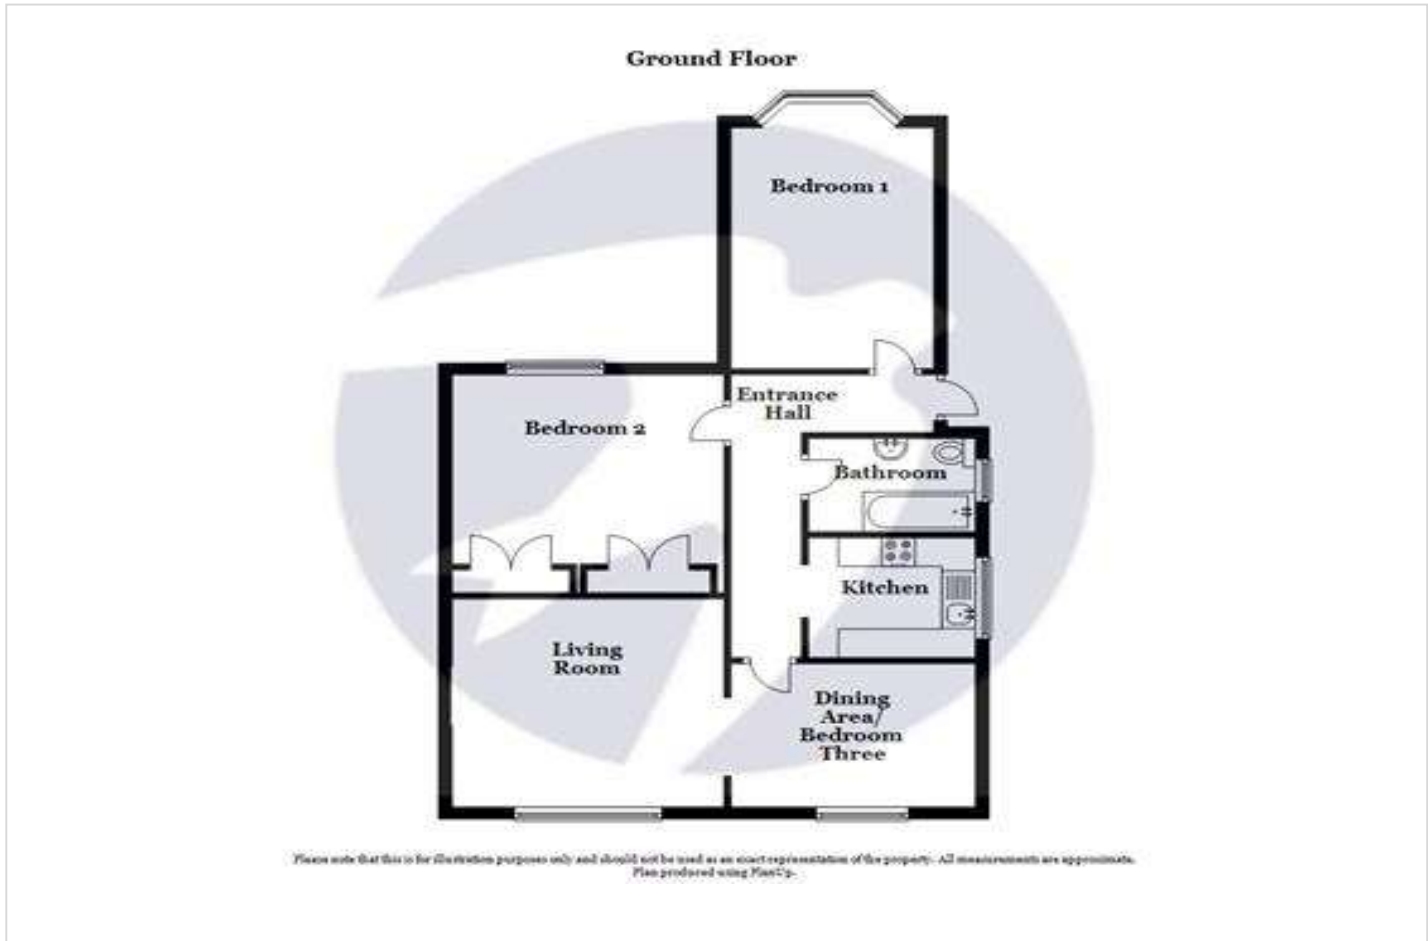 Ground Floor
Bedroom 1
Entrance
Hall
Bedroom 2
Bathroom
Kitchen
Living
Room
Dining
Area/
Bedroom
Three
Please note that this is for illustration purposes only and should not be used as an exact representation of the property. All measurements are approximate.
Plan produced using PlanUp.